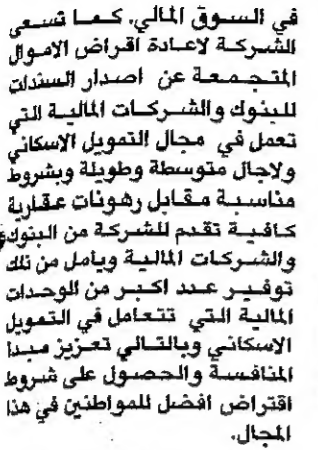 في السوق المالي. كما تسعى
الشركة لاعادة اقراض الاموال
المتجمعة عن اصدار السندات
للبنوك والشركات المالية التي
تعمل في مجال التمويل الاسكاني
ولاجال متوسطة وطويلة وبشروط
مناسبة مقابل رهونات عقارية
كافية تقدم للشركة من البنوك
والشركات المالية ويامل من ذلك
توفير عدد اكبر من الوحدات
المالية التي تتعامل في التمويل
الاسكاني وبالتالي تعزيز مبدا
المنافسة والحصول على شروط
اقتراض افضل للمواطنين في هذا
المجال.